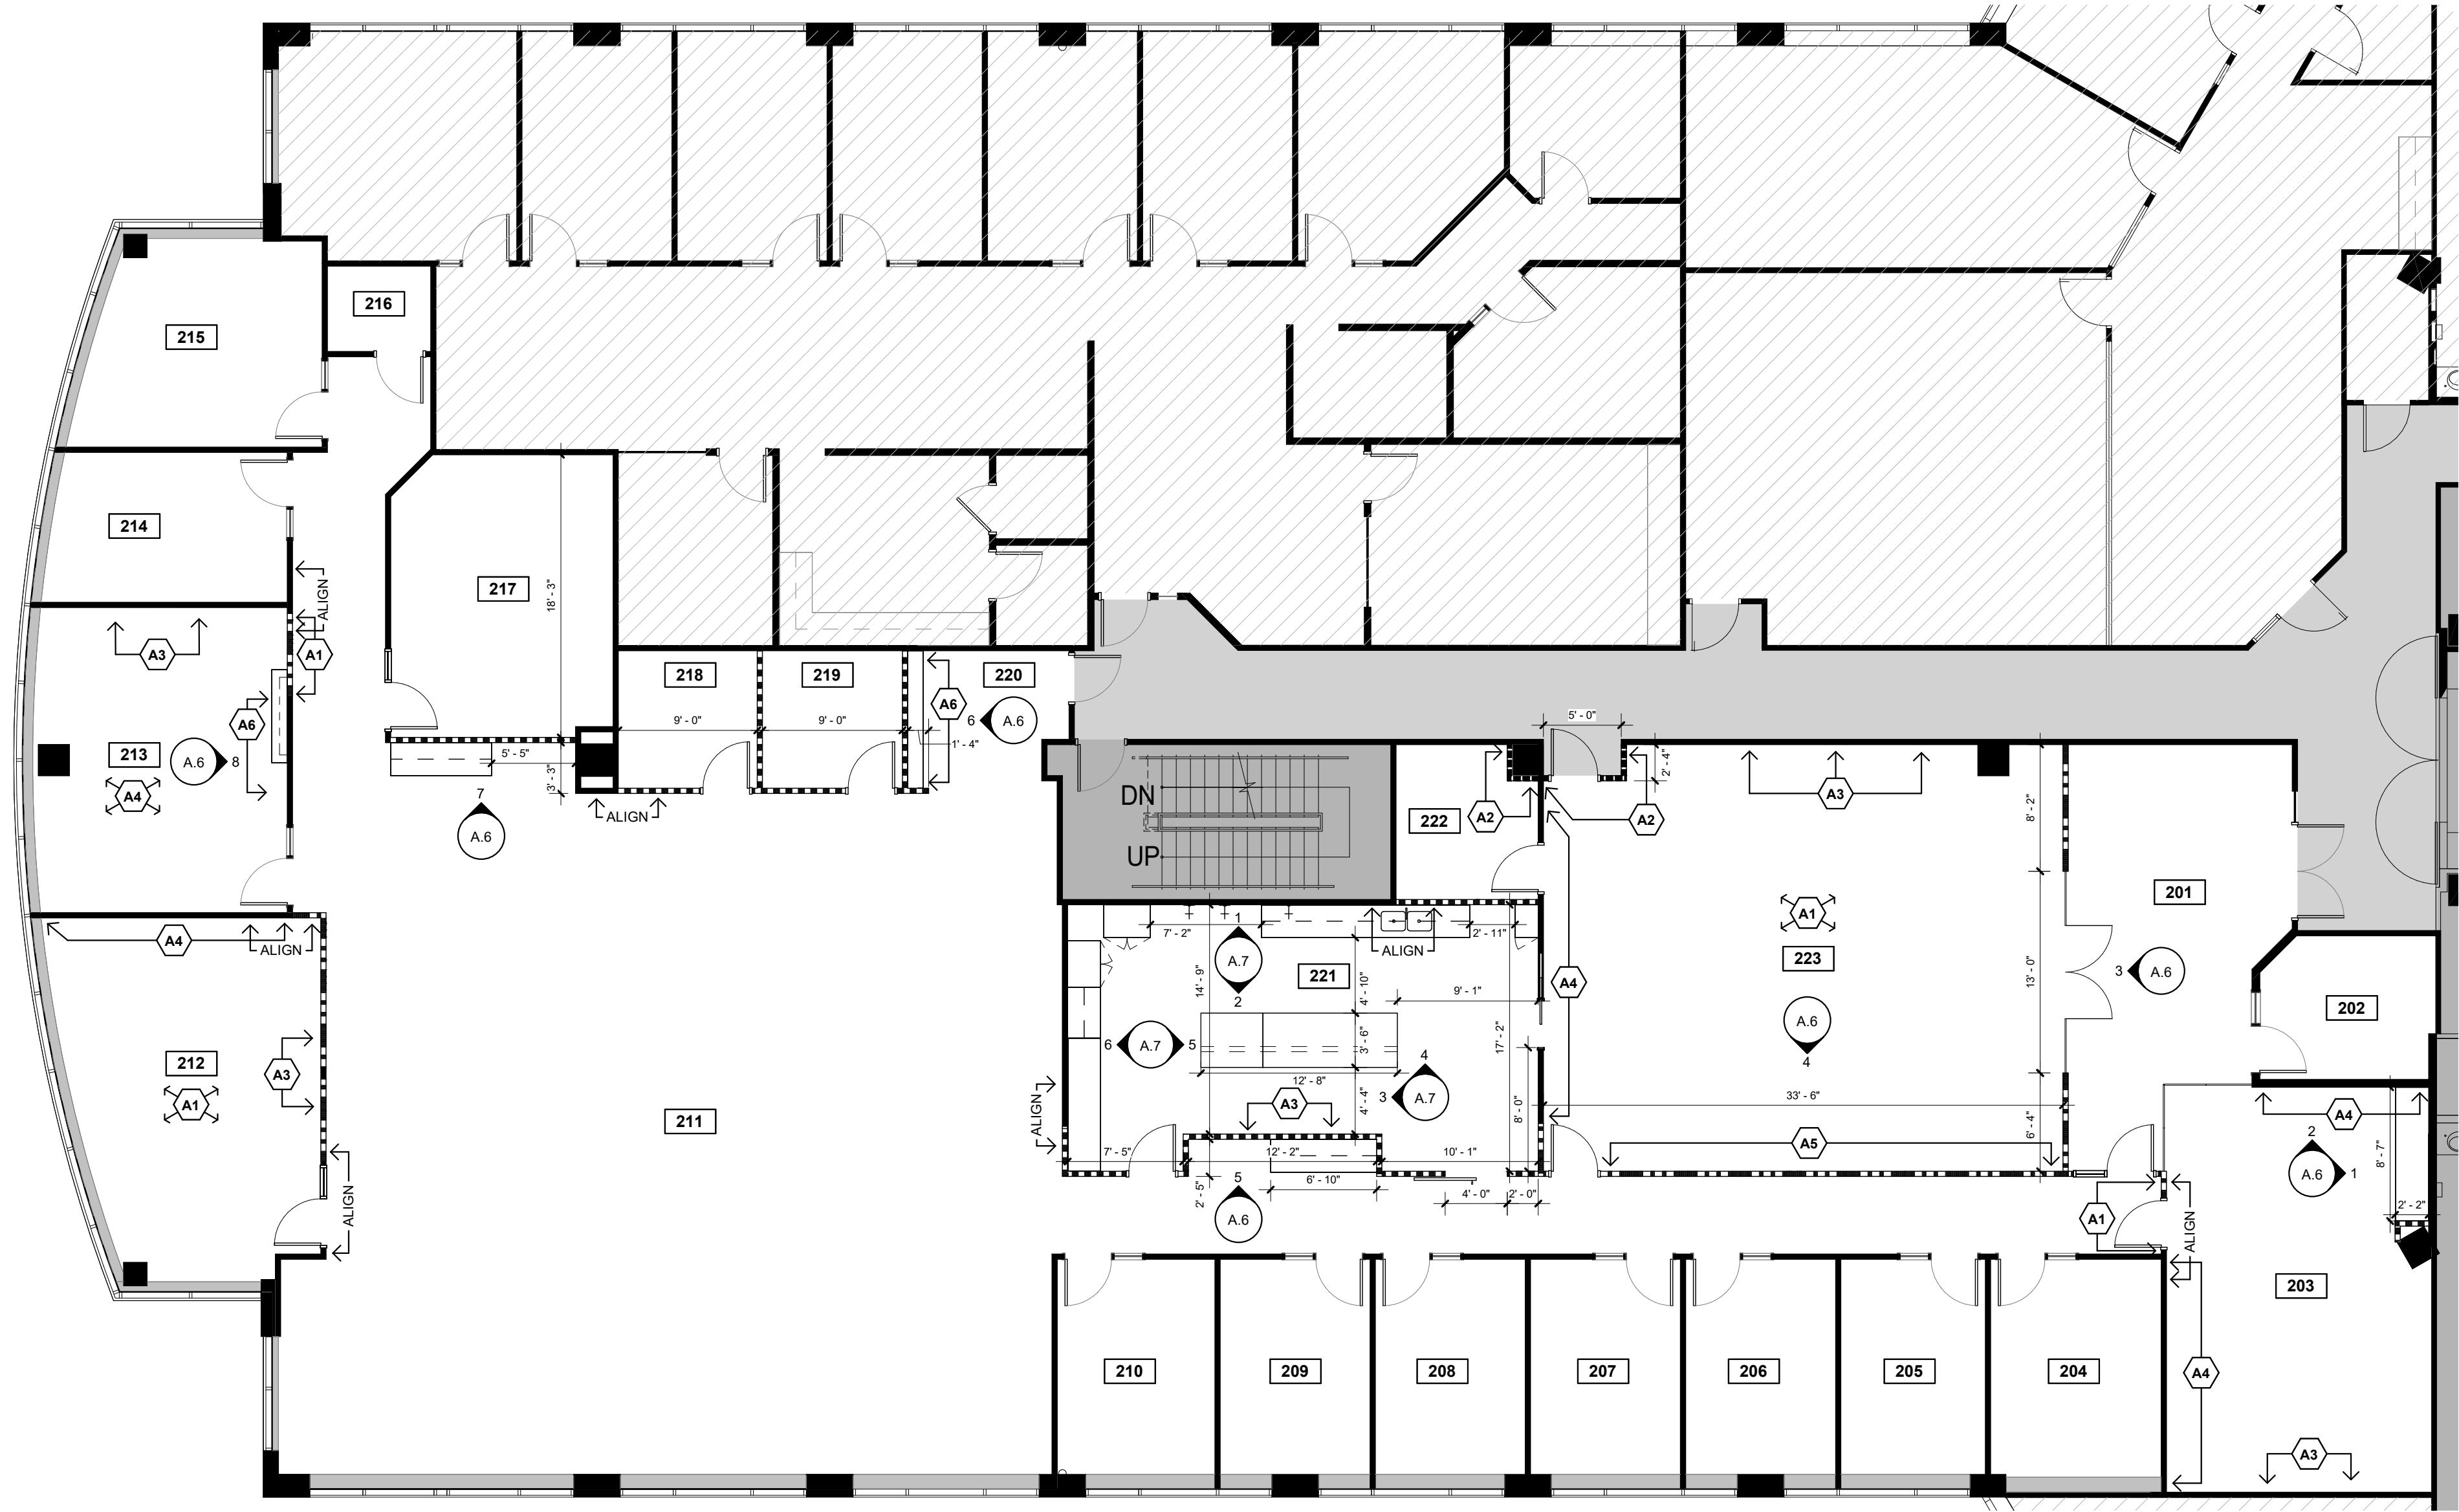 216
215
214
217
18' - 3"
ALIGN
A3
A1
218
219
220
A6
A6
9' - 0"
9' - 0"
6
A.6
5' - 0"
1' - 4"
213
A.6
8
5' - 5"
2' - 4"
A4
3' - 3"
DN
8' - 2"
A3
7
ALIGN
A2
222
A2
A.6
UP
201
A1
1
7' - 2"
2' - 11"
A4
ALIGN
ALIGN
A.7
223
221
3
A.6
14' - 9"
4' - 10"
13' - 0"
A4
9' - 1"
2
202
A.6
4
17' - 2"
3' - 6"
6
A.7
5
212
A3
4
12' - 8"
33' - 6"
A1
ALIGN
A3
4' - 4"
3
A.7
8' - 0"
A4
211
6' - 4"
A5
2
7' - 5"
12' - 2"
10' - 1"
8' - 7"
A.6
1
6' - 10"
5
2' - 5"
4' - 0"
2' - 0"
ALIGN
A.6
A1
ALIGN
2' - 2"
203
210
209
208
207
206
205
204
A4
A3